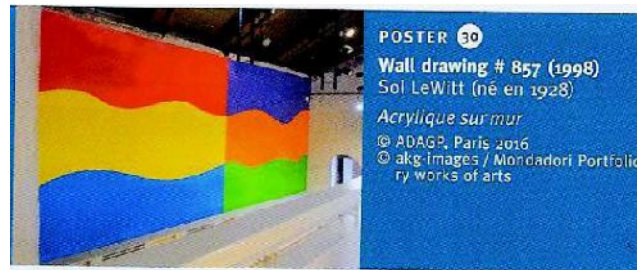 POSTER 30
Wall drawing # 857 (1998)
Sol LeWitt (né en 1928)
Acrylique sur mur
© ADAGP, Paris 2016
© akg-images / Mondadori Portfolio
ry works of arts